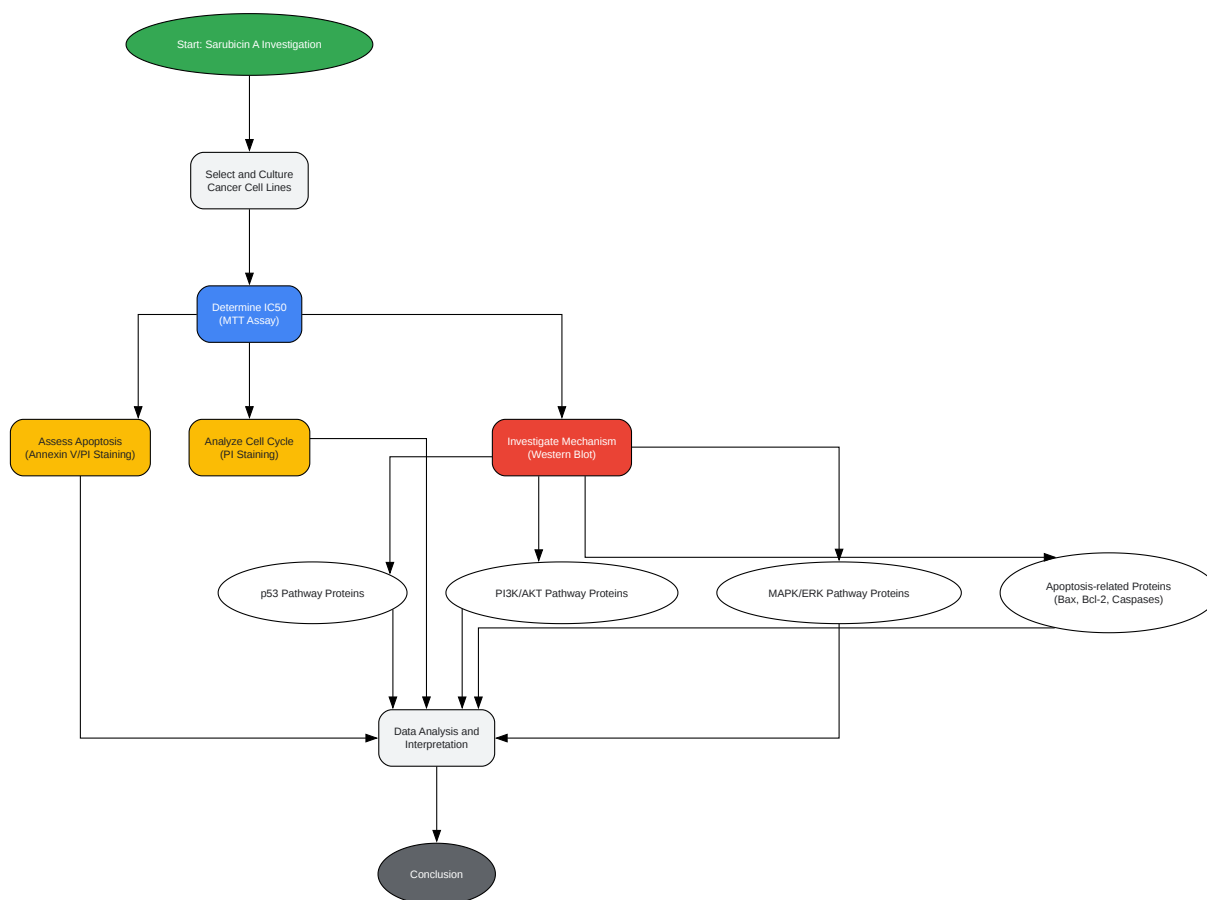 Start: Sarubicin A Investigation
Select and Culture
Cancer Cell Lines
Determine IC50
(MTT Assay)
Assess Apoptosis
(Annexin V/PI Staining)
Analyze Cell Cycle
(PI Staining)
Investigate Mechanism
(Western Blot)
p53 Pathway Proteins
PI3K/AKT Pathway Proteins
MAPK/ERK Pathway Proteins
Apoptosis-related Proteins
(Bax, Bcl-2, Caspases)
Data Analysis and
Interpretation
Conclusion